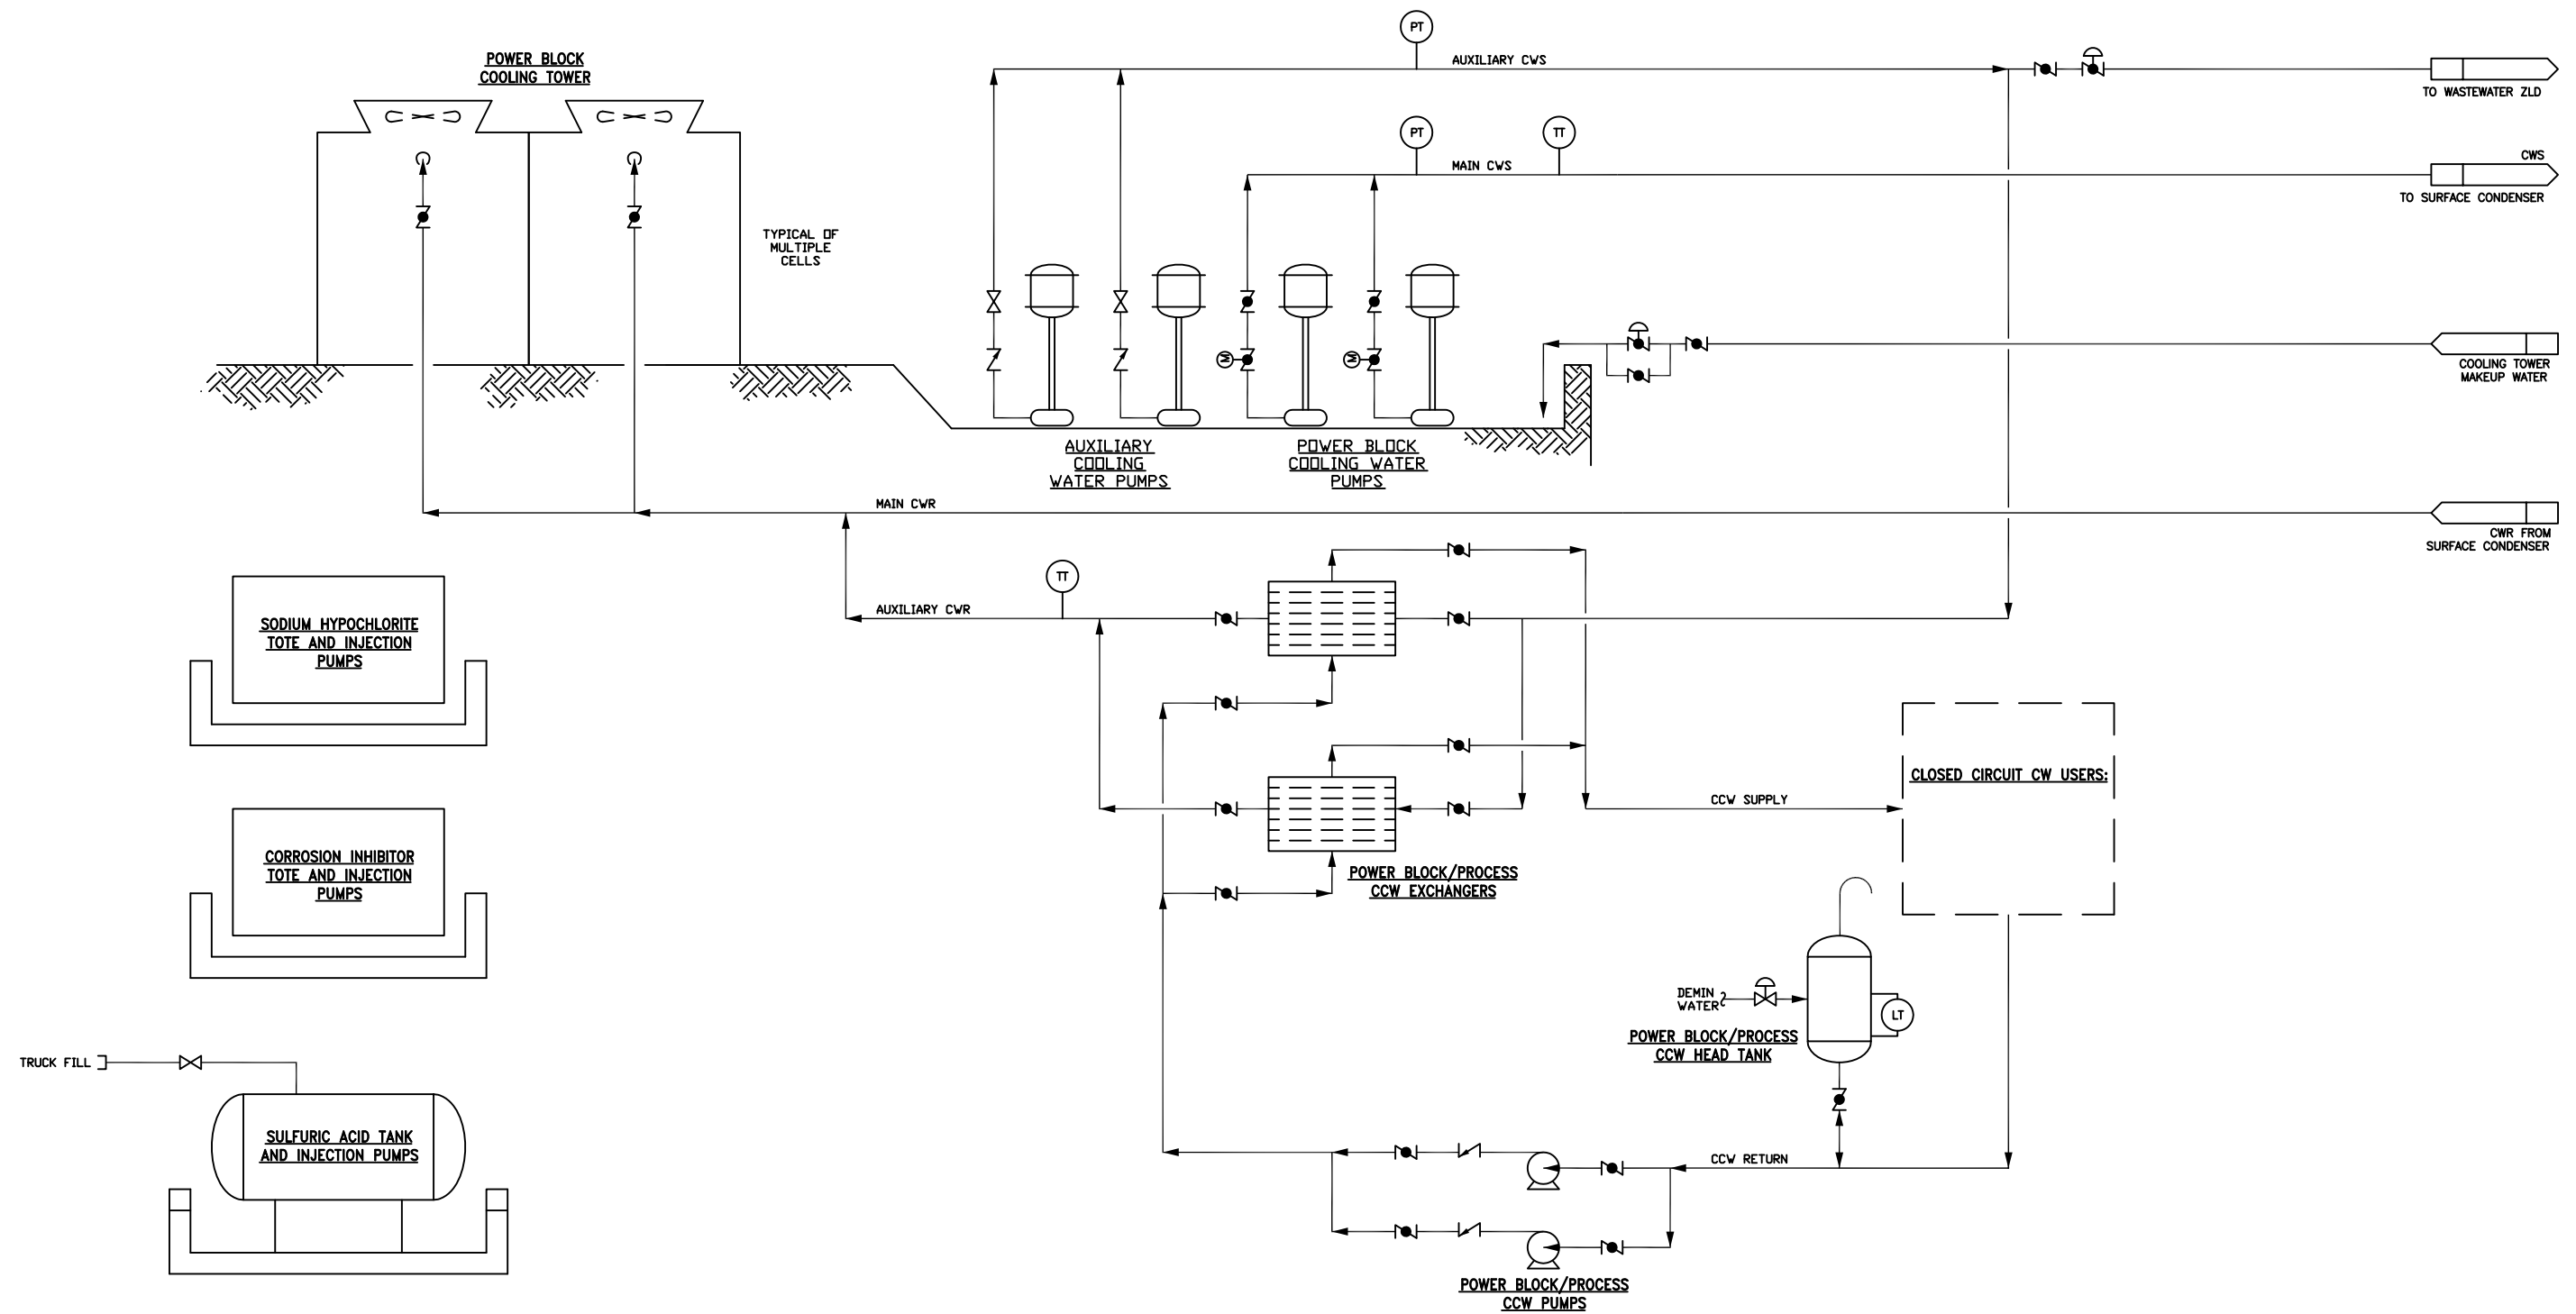 PT
POWER BLOCK
COOLING TOWER
AUXILIARY CWS
TO WASTEWATER ZLD
PT
TT
CWS
MAIN CWS
TO SURFACE CONDENSER
TYPICAL OF
MULTIPLE
CELLS
M
M
COOLING TOWER
MAKEUP WATER
AUXILIARY
COOLING
WATER PUMPS
POWER BLOCK
COOLING WATER
PUMPS
MAIN CWR
CWR FROM
SURFACE CONDENSER
TT
AUXILIARY CWR
SODIUM HYPOCHLORITE
TOTE AND INJECTION
PUMPS
CLOSED CIRCUIT CW USERS:
CCW SUPPLY
CORROSION INHIBITOR
TOTE AND INJECTION
PUMPS
POWER BLOCK/PROCESS
CCW EXCHANGERS
DEMIN
WATER
LT
POWER BLOCK/PROCESS
CCW HEAD TANK
TRUCK FILL
SULFURIC ACID TANK
AND INJECTION PUMPS
CCW RETURN
POWER BLOCK/PROCESS
CCW PUMPS